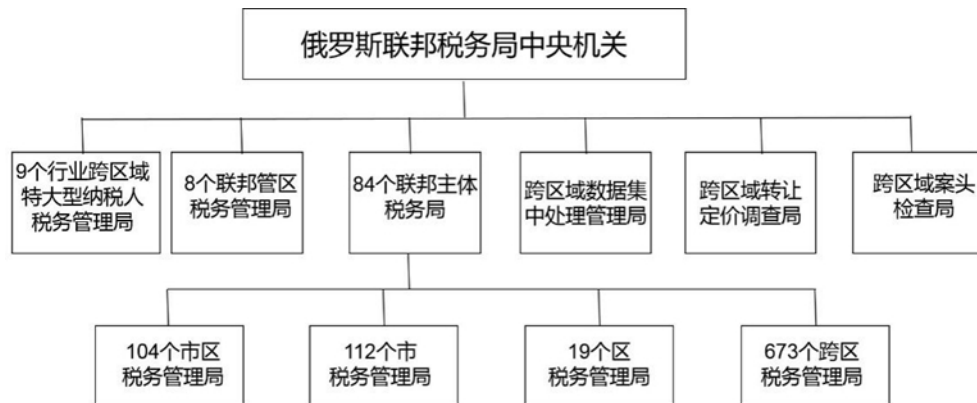 俄罗斯联邦税务局中央机关
9个行业跨区域
特大型纳税人
税务管理局
8个联邦管区
税务管理局
84个联邦主体
税务局
跨区域数据集
中处理管理局
跨区域转让
定价调查局
跨区域案头
检查局
104个市区
税务管理局
112个市
税务管理局
19个区
税务管理局
673个跨区
税务管理局